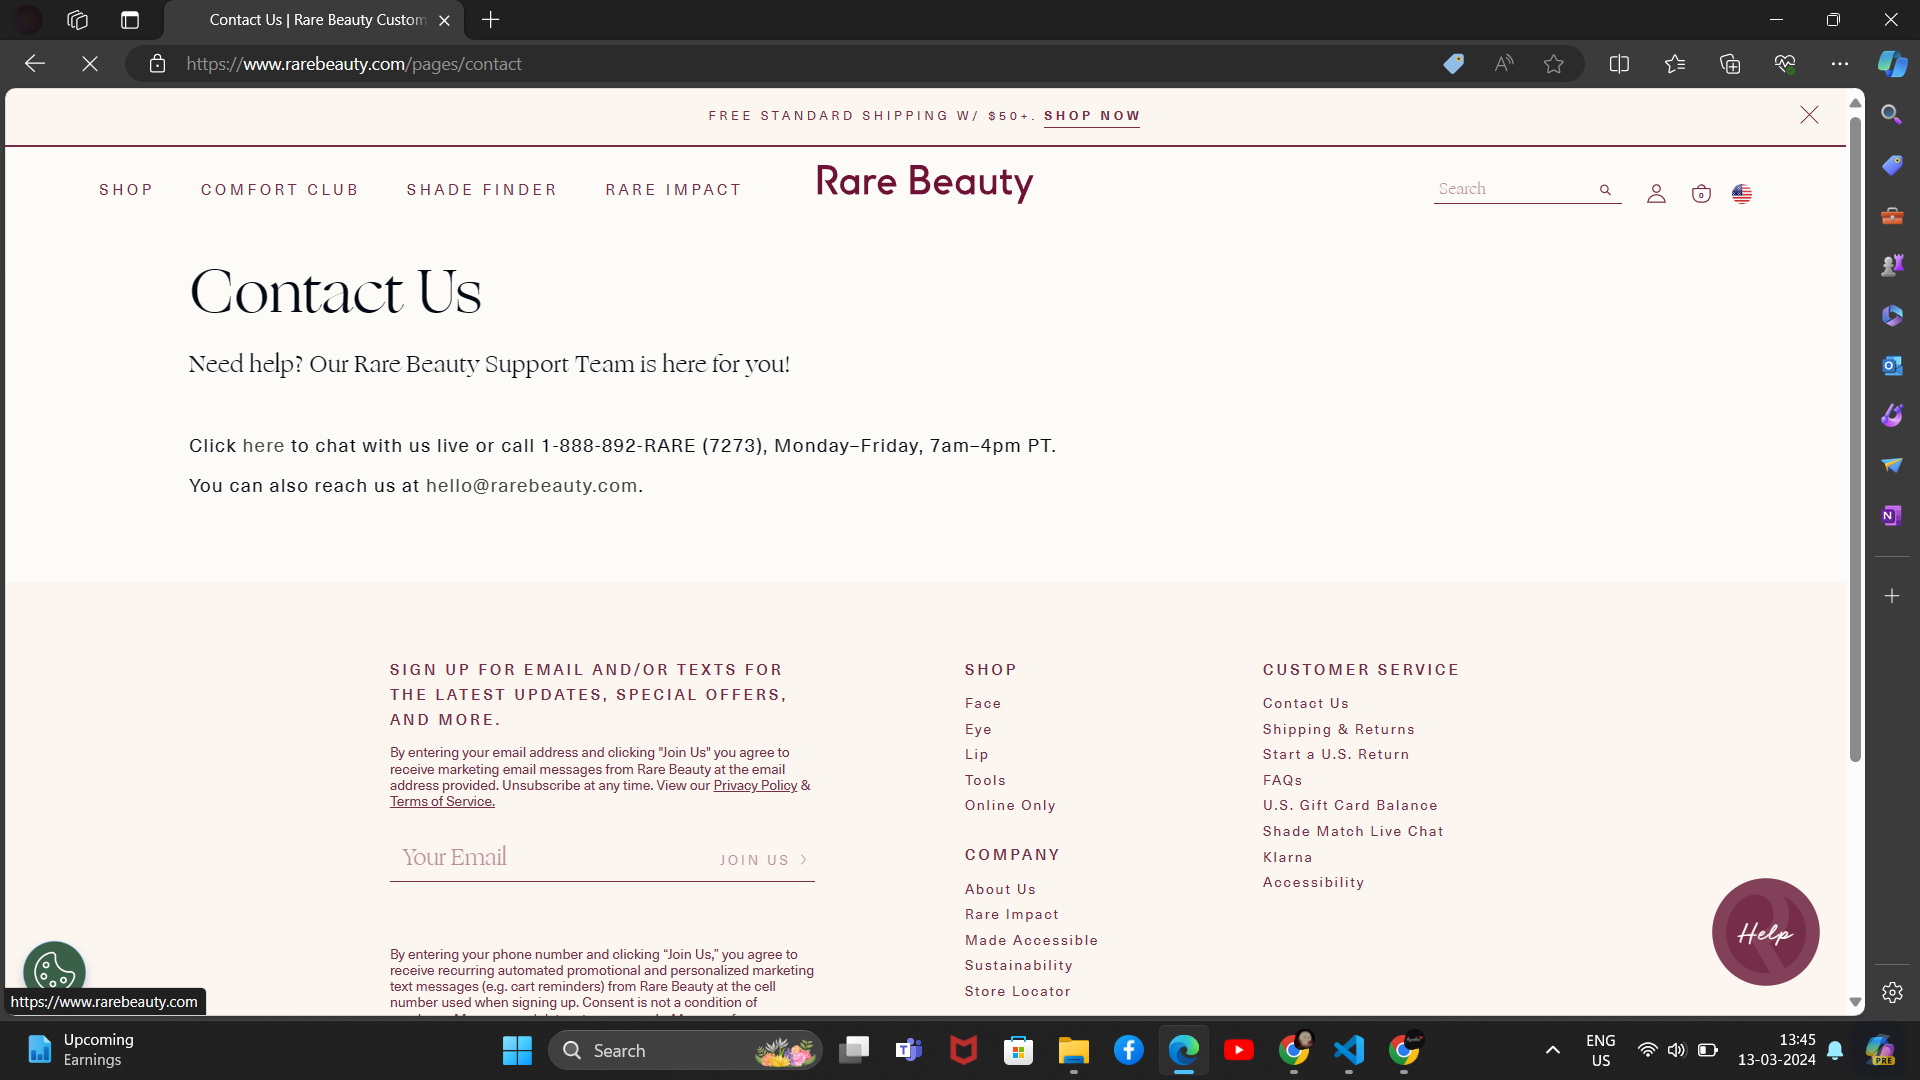 Contact Us | Rare Beauty Custom
https://www.rarebeauty.com/pages/contact
FREE STANDARD SHIPPING W/ $50+. SHOP NOW
SHOP COMFORT CLUB SHADE FINDER RARE IMPACT
Rare Beauty
Search
0
Contact Us
Need help? Our Rare Beauty Support Team is here for you!
Click here to chat with us live or call 1-888-892-RARE (7273), Monday–Friday, 7am–4pm PT.
You can also reach us at hello@rarebeauty.com.
SIGN UP FOR EMAIL AND/OR TEXTS FOR
THE LATEST UPDATES, SPECIAL OFFERS,
AND MORE.
By entering your email address and clicking "Join Us" you agree to
receive marketing email messages from Rare Beauty at the email
address provided. Unsubscribe at any time. View our Privacy Policy &
Terms of Service.
Your Email
JOIN US >
By entering your phone number and clicking “Join Us,” you agree to
receive recurring automated promotional and personalized marketing
text messages (e.g. cart reminders) from Rare Beauty at the cell
number used when signing up. Consent is not a condition of
SHOP
Face
Eye
Lip
Tools
Online Only
COMPANY
About Us
Rare Impact
Made Accessible
Sustainability
Store Locator
CUSTOMER SERVICE
Contact Us
Shipping & Returns
Start a U.S. Return
FAQs
U.S. Gift Card Balance
Shade Match Live Chat
Klarna
Accessibility
Help
https://www.rarebeauty.com
Upcoming
Earnings
Search
ENG
US
13:45
13-03-2024
PRE